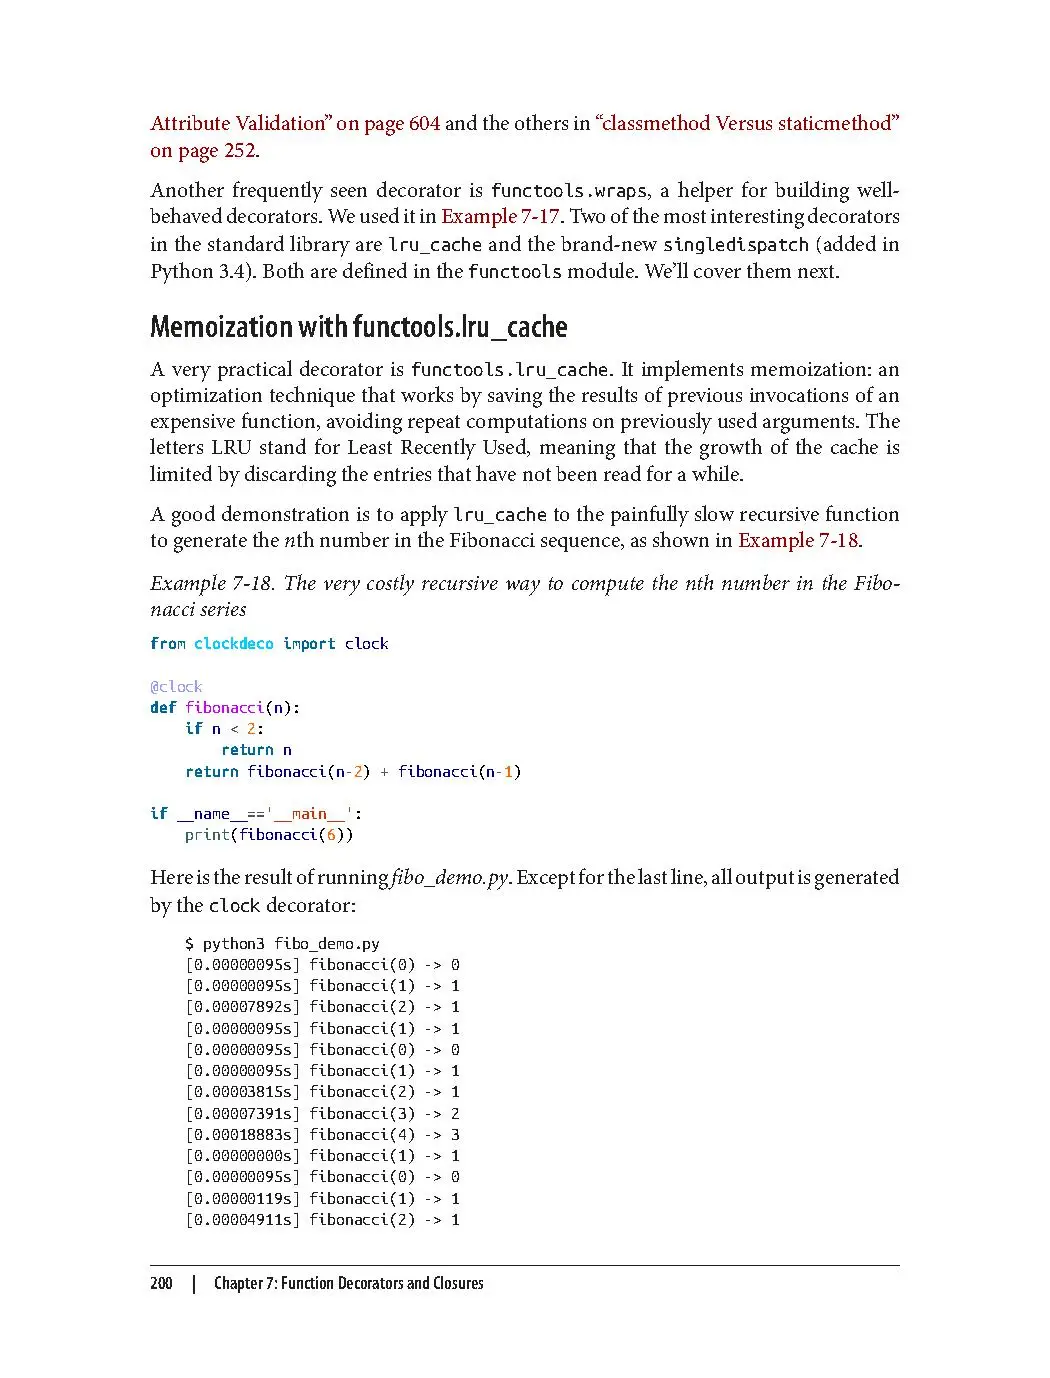 Attribute Validation” on page 604 and the others in “classmethod Versus staticmethod”
on page 252.
Another frequently seen decorator is functools.wraps, a helper for building well-
behaved decorators. We used it in Example 7-17. Two of the most interesting decorators
in the standard library are lru_cache and the brand-new singledispatch (added in
Python 3.4). Both are defined in the functools module. We’ll cover them next.
Memoization with functools.lru_cache
A very practical decorator is functools.lru_cache. It implements memoization: an
optimization technique that works by saving the results of previous invocations of an
expensive function, avoiding repeat computations on previously used arguments. The
letters LRU stand for Least Recently Used, meaning that the growth of the cache is
limited by discarding the entries that have not been read for a while.
A good demonstration is to apply lru_cache to the painfully slow recursive function
to generate the nth number in the Fibonacci sequence, as shown in Example 7-18.
Example 7-18. The very costly recursive way to compute the nth number in the Fibo-
nacci series
from clockdeco import clock
@clock
def fibonacci(n):
    if n < 2:
        return n
    return fibonacci(n-2) + fibonacci(n-1)
if __name__=='__main__':
    print(fibonacci(6))
Here is the result of running fibo_demo.py. Except for the last line, all output is generated
by the clock decorator:
$ python3 fibo_demo.py
[0.00000095s] fibonacci(0) -> 0
[0.00000095s] fibonacci(1) -> 1
[0.00007892s] fibonacci(2) -> 1
[0.00000095s] fibonacci(1) -> 1
[0.00000095s] fibonacci(0) -> 0
[0.00000095s] fibonacci(1) -> 1
[0.00003815s] fibonacci(2) -> 1
[0.00007391s] fibonacci(3) -> 2
[0.00018883s] fibonacci(4) -> 3
[0.00000000s] fibonacci(1) -> 1
[0.00000095s] fibonacci(0) -> 0
[0.00000119s] fibonacci(1) -> 1
[0.00004911s] fibonacci(2) -> 1
200 | Chapter 7: Function Decorators and Closures